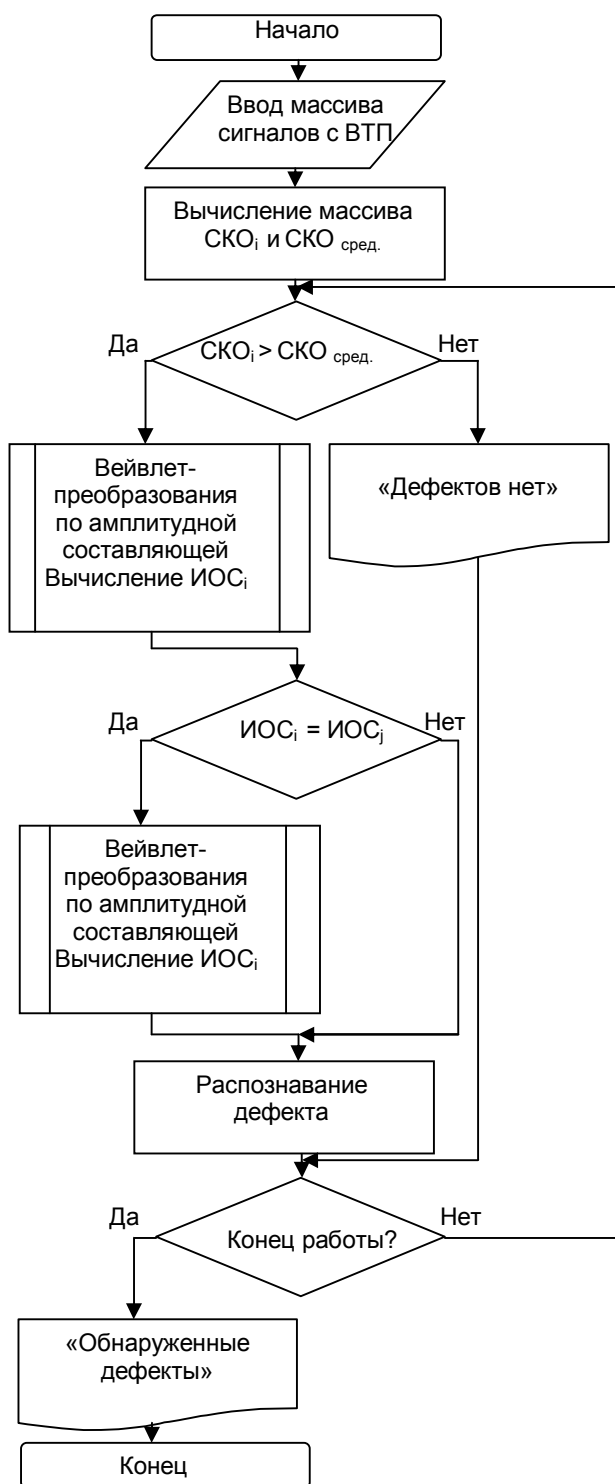 Начало
Ввод массива
сигналов с ВТП
Вычисление массива
СКОi и СКО сред.
Да
СКОi > СКО сред.
Нет
Вейвлет-
преобразования
по амплитудной
составляющей
Вычисление ИОСi
«Дефектов нет»
Да
ИОСi = ИОСj
Нет
Вейвлет-
преобразования
по амплитудной
составляющей
Вычисление ИОСi
Распознавание
дефекта
Да
Конец работы?
Нет
«Обнаруженные
дефекты»
Конец